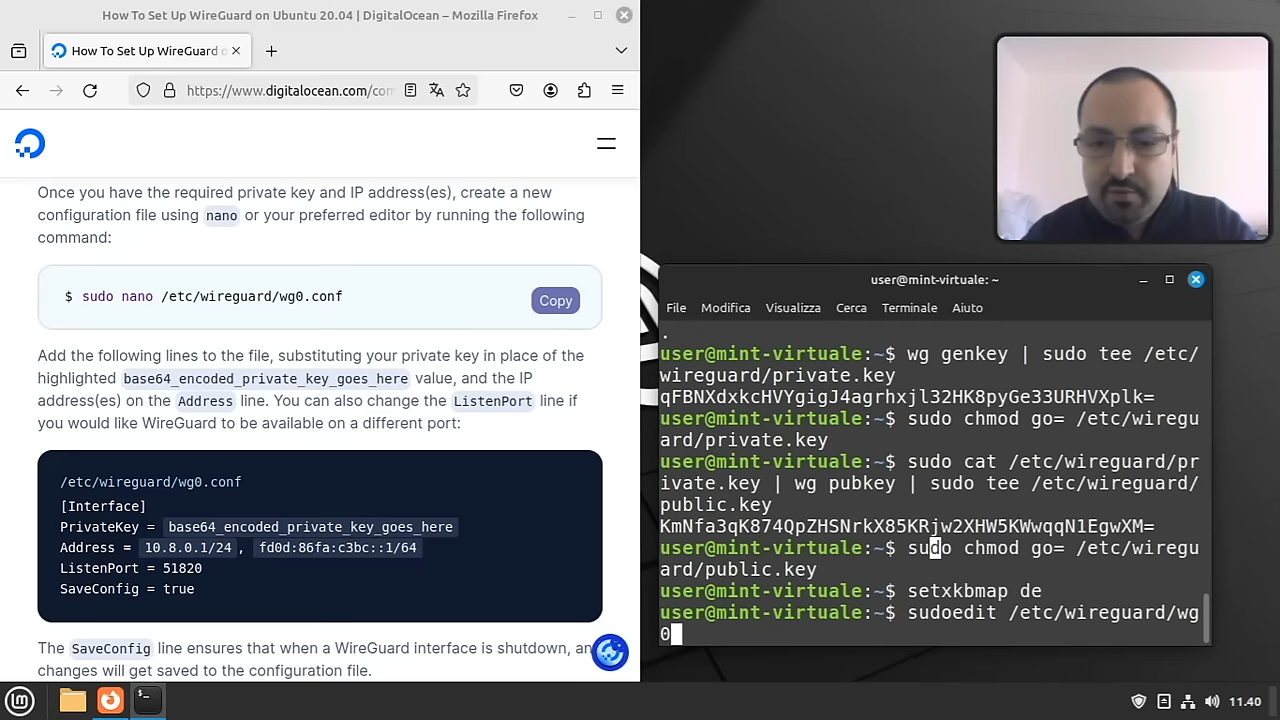 How To Set Up WireGuard on Ubuntu 20.04 | DigitalOcean – Mozilla Firefox
How To Set Up WireGuard o
https://www.digitalocean.com/com
Once you have the required private key and IP address(es), create a new
configuration file using nano or your preferred editor by running the following
command:
$ sudo nano /etc/wireguard/wg0.conf
Copy
Add the following lines to the file, substituting your private key in place of the
highlighted base64_encoded_private_key_goes_here value, and the IP
address(es) on the Address line. You can also change the ListenPort line if
you would like WireGuard to be available on a different port:
/etc/wireguard/wg0.conf
[Interface]
PrivateKey = base64_encoded_private_key_goes_here
Address = 10.8.0.1/24, fd0d:86fa:c3bc::1/64
ListenPort = 51820
SaveConfig = true
The SaveConfig line ensures that when a WireGuard interface is shutdown, an
changes will get saved to the configuration file.
user@mint-virtuale: ~
File Modifica Visualizza Cerca Terminale Aiuto
.
user@mint-virtuale:~$ wg genkey | sudo tee /etc/
wireguard/private.key
qFBNXdxkcHVYgigJ4agrhxjl32HK8pyGe33URHVXplk=
user@mint-virtuale:~$ sudo chmod go= /etc/wiregu
ard/private.key
user@mint-virtuale:~$ sudo cat /etc/wireguard/pr
ivate.key | wg pubkey | sudo tee /etc/wireguard/
public.key
KmNfa3qK874QpZHSNrkX85KRjw2XHW5KWwqqN1EgwXM=
user@mint-virtuale:~$ sudo chmod go= /etc/wiregu
ard/public.key
user@mint-virtuale:~$ setxkbmap de
user@mint-virtuale:~$ sudoedit /etc/wireguard/wg
0
11.40